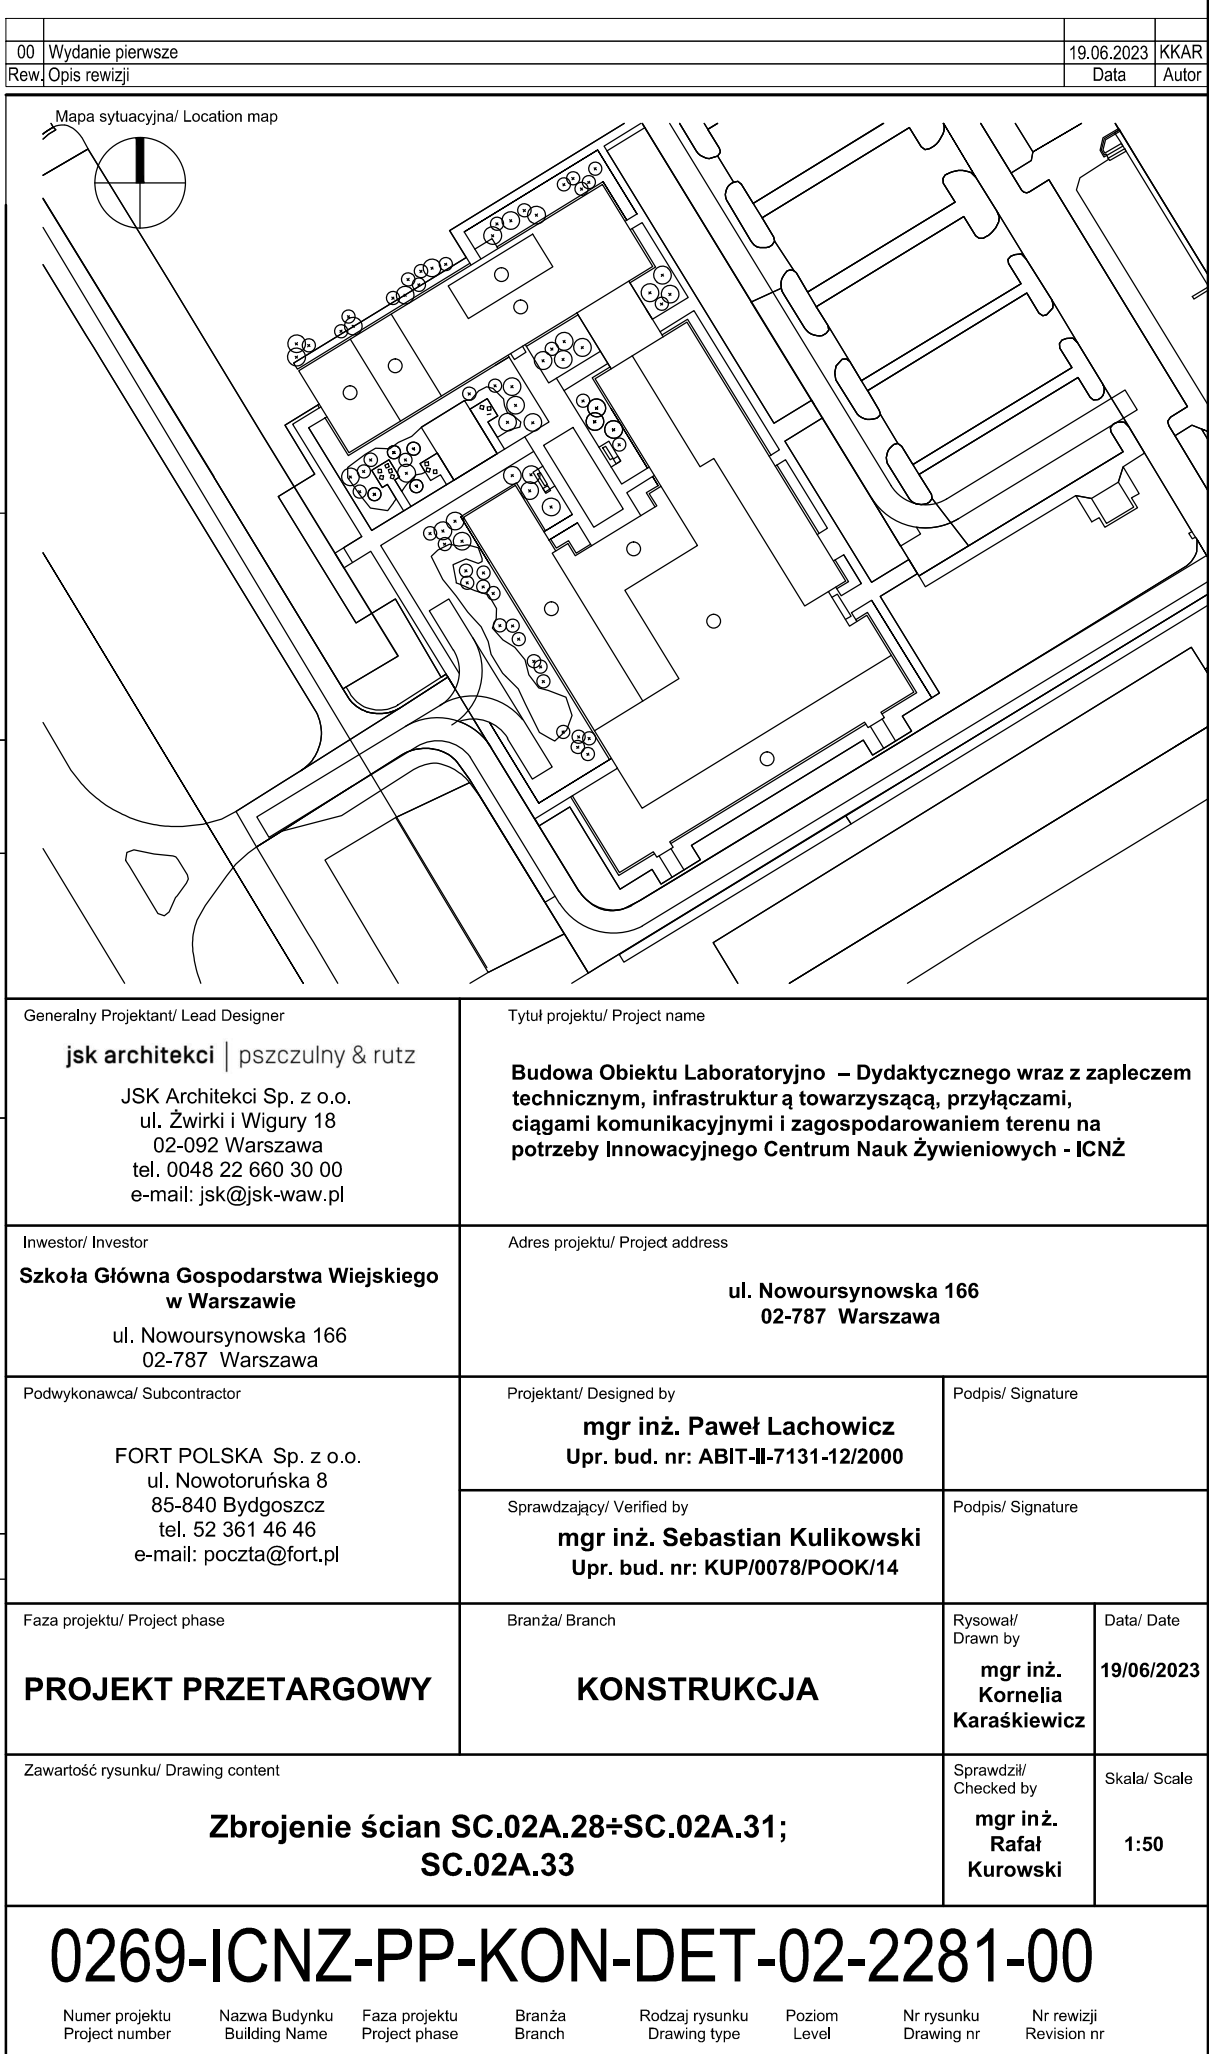 00 Wydanie pierwsze 19.06.2023 KKAR
Rew. Opis rewizji Data Autor
Mapa sytuacyjna/ Location map
Generalny Projektant/ Lead Designer
jsk architekci | pszczulny & rutz
JSK Architekci Sp. z o.o.
ul. Żwirki i Wigury 18
02-092 Warszawa
tel. 0048 22 660 30 00
e-mail: jsk@jsk-waw.pl
Tytuł projektu/ Project name
Budowa Obiektu Laboratoryjno – Dydaktycznego wraz z zapleczem
technicznym, infrastruktur ą towarzyszącą, przyłączami,
ciągami komunikacyjnymi i zagospodarowaniem terenu na
potrzeby Innowacyjnego Centrum Nauk Żywieniowych - ICNŻ
Inwestor/ Investor
Szkoła Główna Gospodarstwa Wiejskiego
w Warszawie
ul. Nowoursynowska 166
02-787 Warszawa
Adres projektu/ Project address
ul. Nowoursynowska 166
02-787 Warszawa
Podwykonawca/ Subcontractor
FORT POLSKA Sp. z o.o.
ul. Nowotoruńska 8
85-840 Bydgoszcz
tel. 52 361 46 46
e-mail: poczta@fort.pl
Projektant/ Designed by
mgr inż. Paweł Lachowicz
Upr. bud. nr: ABIT-II-7131-12/2000
Podpis/ Signature
Sprawdzający/ Verified by
mgr inż. Sebastian Kulikowski
Upr. bud. nr: KUP/0078/POOK/14
Podpis/ Signature
Faza projektu/ Project phase
PROJEKT PRZETARGOWY
Branża/ Branch
KONSTRUKCJA
Rysował/
Drawn by
mgr inż.
Kornelia
Karaśkiewicz
Data/ Date
19/06/2023
Zawartość rysunku/ Drawing content
Zbrojenie ścian SC.02A.28÷SC.02A.31;
SC.02A.33
Sprawdził/
Checked by
mgr inż.
Rafał
Kurowski
Skala/ Scale
1:50
0269-ICNZ-PP-KON-DET-02-2281-00
Numer projektu Nazwa Budynku Faza projektu Branża Rodzaj rysunku Poziom Nr rysunku Nr rewizji
Project number Building Name Project phase Branch Drawing type Level Drawing nr Revision nr